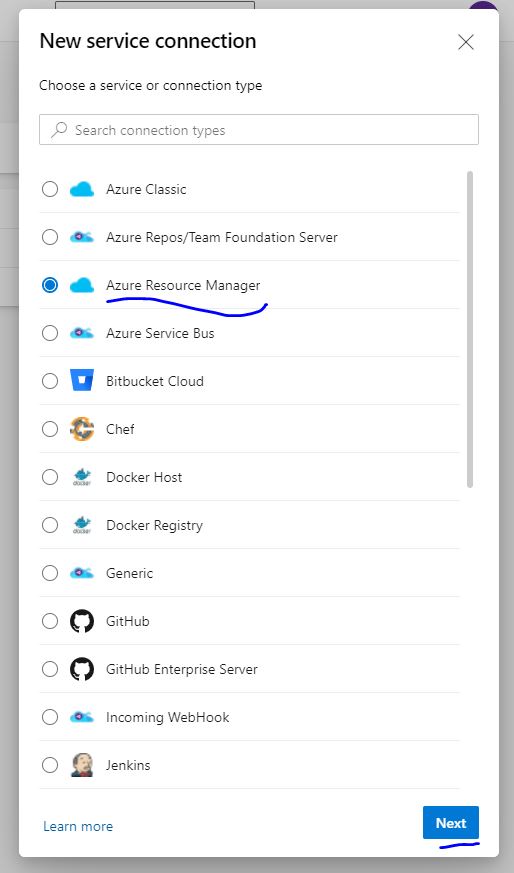 New service connection
Choose a service or connection type
Search connection types
Azure Classic
Azure Repos/Team Foundation Server
Azure Resource Manager
Azure Service Bus
Bitbucket Cloud
Chef
Docker Host
Docker Registry
Generic
GitHub
GitHub Enterprise Server
Incoming WebHook
Jenkins
Learn more
Next